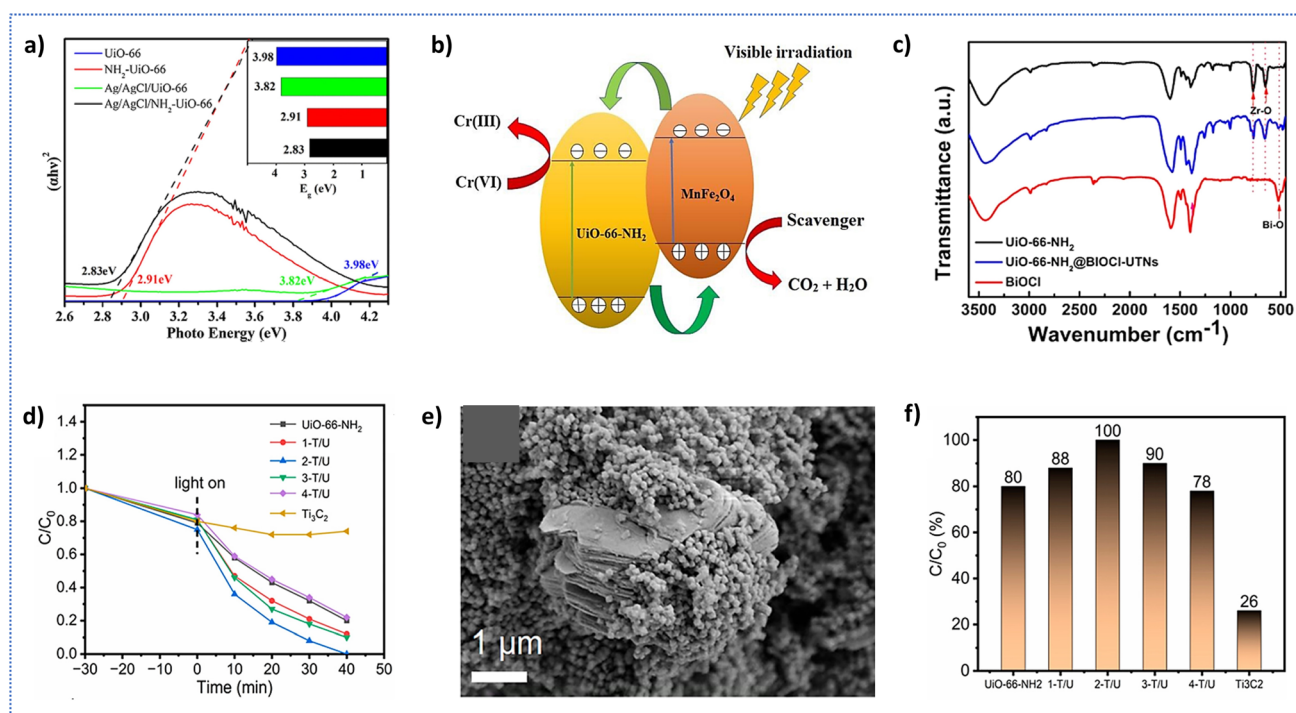 a)
UiO-66
NH₂-UiO-66
Ag/AgCl/UiO-66
Ag/AgCl/NH₂-UiO-66
3.98
3.82
2.91
2.83
4 3 2 1 0
E_g (eV)
(αhν)²
2.83eV
2.91eV
3.82eV
3.98eV
2.6 2.8 3.0 3.2 3.4 3.6 3.8 4.0 4.2
Photo Energy (eV)
b)
Visible irradiation
Cr(III)
Cr(VI)
UiO-66-NH₂
MnFe₂O₄
Scavenger
CO₂ + H₂O
c)
Transmittance (a.u.)
Zr-O
Bi-O
UiO-66-NH₂
UiO-66-NH₂@BIOCI-UTNs
BiOCl
3500 3000 2500 2000 1500 1000 500
Wavenumber (cm⁻¹)
d)
C/C₀
1.4
1.2
1.0
0.8
0.6
0.4
0.2
0.0
light on
UiO-66-NH₂
1-T/U
2-T/U
3-T/U
4-T/U
Ti₃C₂
-30 -20 -10 0 10 20 30 40 50
Time (min)
e)
1 μm
f)
C/C₀ (%)
100
80
60
40
20
0
80
88
100
90
78
26
UiO-66-NH2 1-T/U 2-T/U 3-T/U 4-T/U Ti3C2